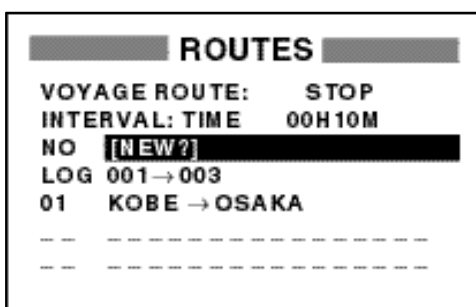 ROUTES
VOYAGE ROUTE: STOP
INTERVAL: TIME 00H10M
NO [NEW?]
LOG 001→003
01 KOBE →OSAKA
-- -- -- -- -- -- -- -- -- -- --
-- -- -- -- -- -- -- -- -- -- --